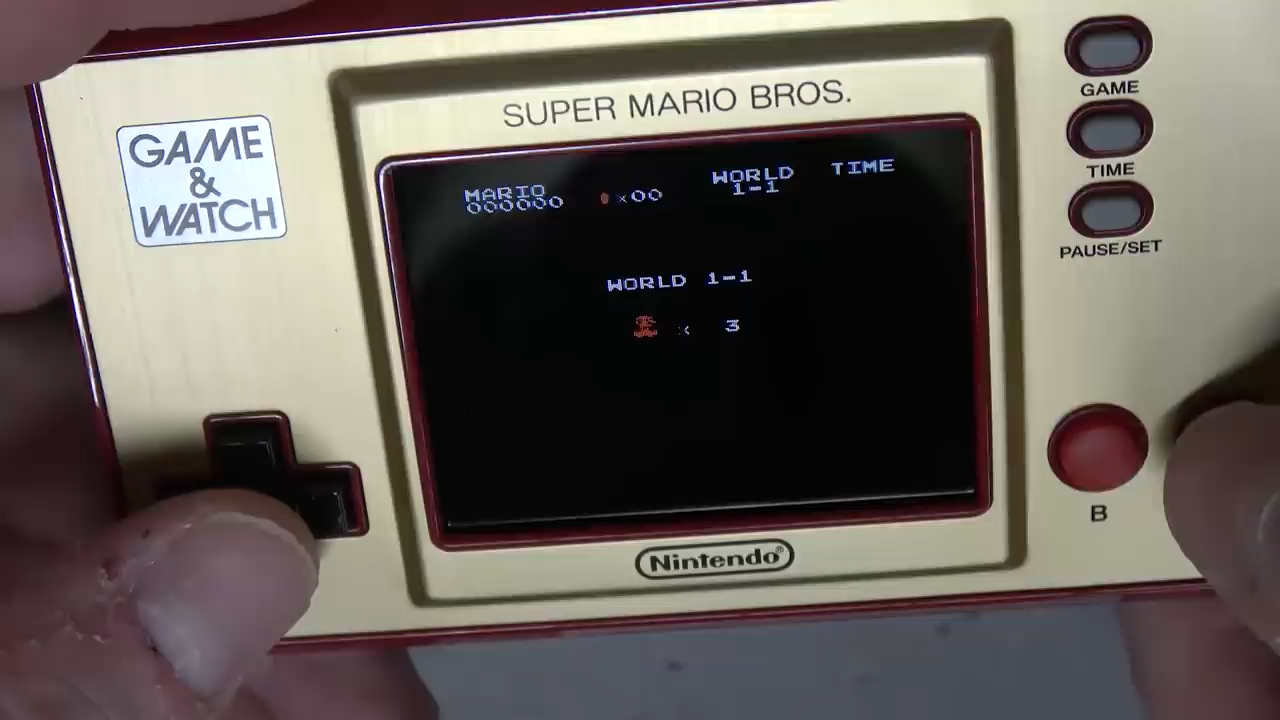 GAME
&
WATCH
SUPER MARIO BROS.
MARIO
000000 ×00
WORLD
1-1
TIME
WORLD 1-1
× 3
Nintendo®
GAME
TIME
PAUSE/SET
B